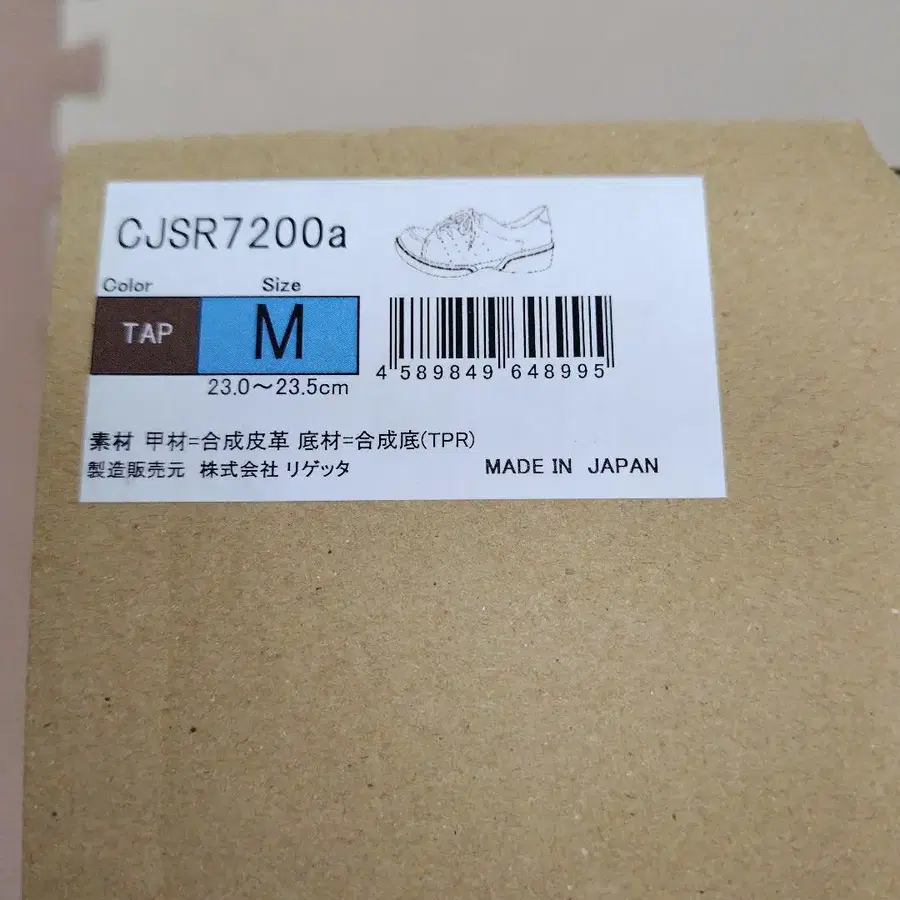 CJSR7200a
Color Size
TAP M
23.0～23.5cm
4 589849 648995
素材 甲材=合成皮革 底材=合成底(TPR)
製造販売元 株式会社 リゲッタ MADE IN JAPAN